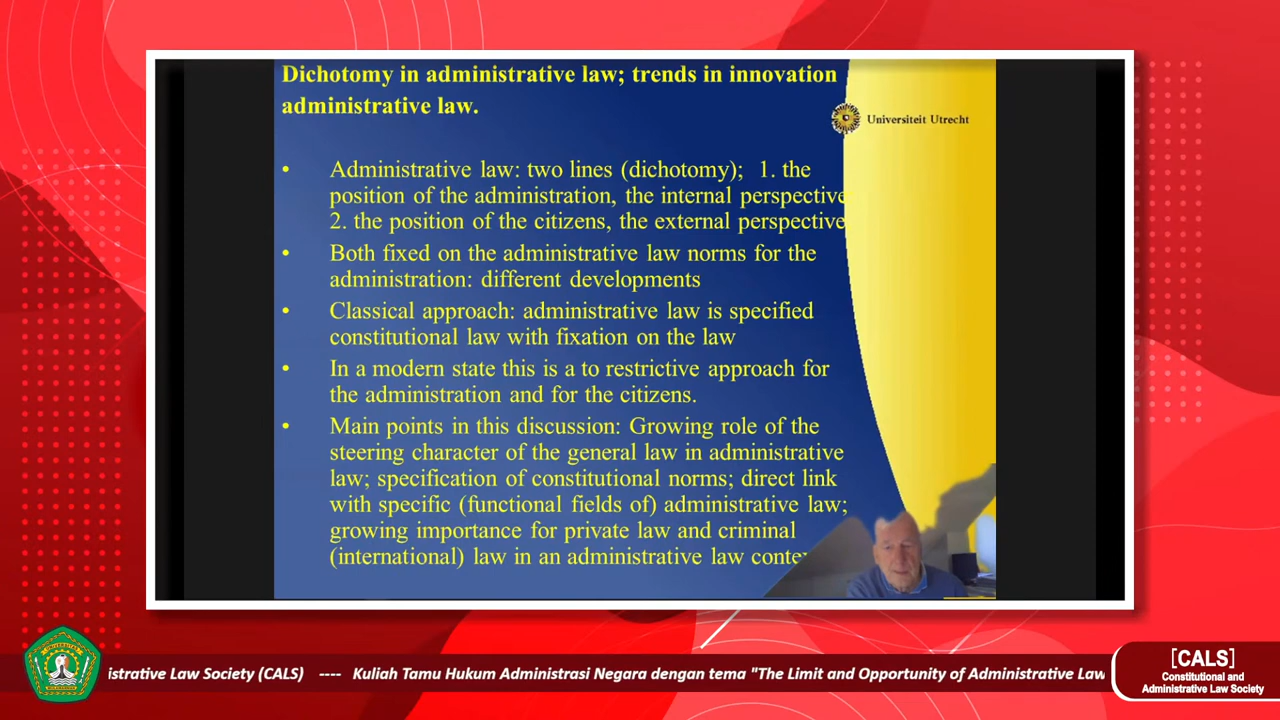 Dichotomy in administrative law; trends in innovation
administrative law.
Universiteit Utrecht
• Administrative law: two lines (dichotomy); 1. the
position of the administration, the internal perspective
2. the position of the citizens, the external perspective
• Both fixed on the administrative law norms for the
administration: different developments
• Classical approach: administrative law is specified
constitutional law with fixation on the law
• In a modern state this is a to restrictive approach for
the administration and for the citizens.
• Main points in this discussion: Growing role of the
steering character of the general law in administrative
law; specification of constitutional norms; direct link
with specific (functional fields of) administrative law;
growing importance for private law and criminal
(international) law in an administrative law conte
istrative Law Society (CALS) ---- Kuliah Tamu Hukum Administrasi Negara dengan tema "The Limit and Opportunity of Administrative Law
[CALS]
Constitutional and
Administrative Law Society